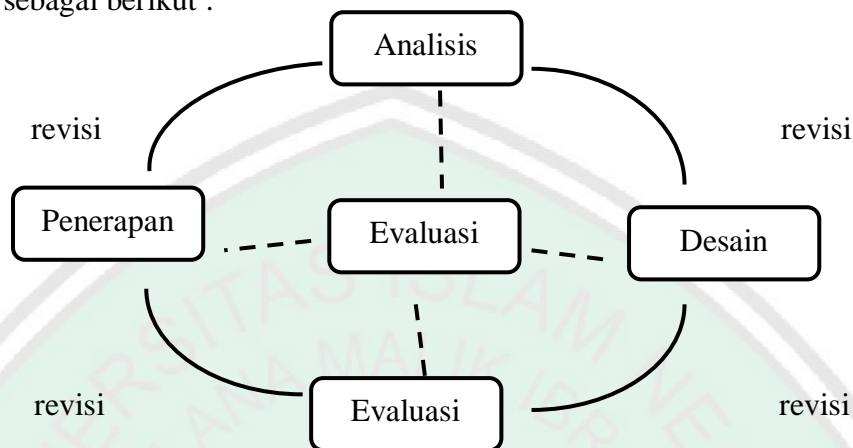 sebagai berikut :
Analisis
revisi
revisi
Penerapan
Evaluasi
Desain
revisi
Evaluasi
revisi